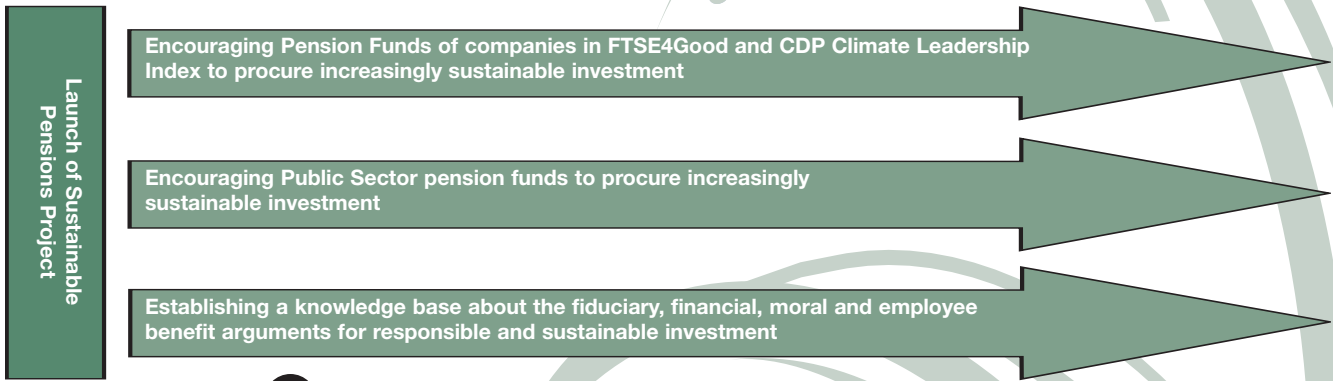 Launch of Sustainable
Pensions Project
Encouraging Pension Funds of companies in FTSE4Good and CDP Climate Leadership
Index to procure increasingly sustainable investment
Encouraging Public Sector pension funds to procure increasingly
sustainable investment
Establishing a knowledge base about the fiduciary, financial, moral and employee
benefit arguments for responsible and sustainable investment